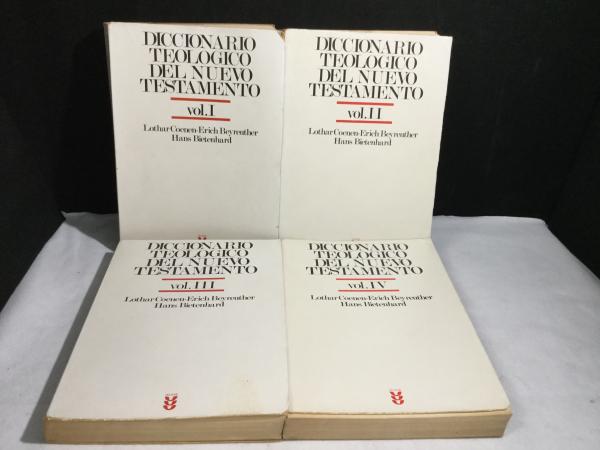 DICCIONARIO
TEOLOGICO
DEL NUEVO
TESTAMENTO
vol.I
Lothar Coenen-Erich Beyreuther
Hans Bietenhard
DICCIONARIO
TEOLOGICO
DEL NUEVO
TESTAMENTO
vol.II
Lothar Coenen-Erich Beyreuther
Hans Bietenhard
DICCIONARIO
TEOLOGICO
DEL NUEVO
TESTAMENTO
vol.III
Lothar Coenen-Erich Beyreuther
Hans Bietenhard
DICCIONARIO
TEOLOGICO
DEL NUEVO
TESTAMENTO
vol.IV
Lothar Coenen-Erich Beyreuther
Hans Bietenhard